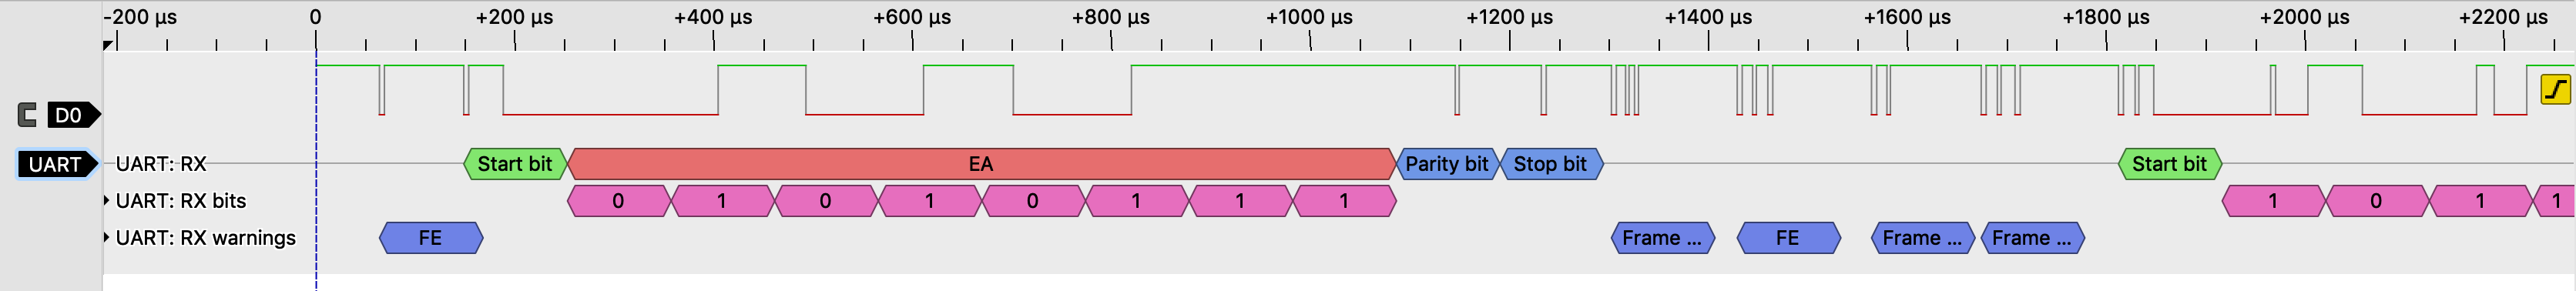 -200 µs 0 +200 µs +400 µs +600 µs +800 µs +1000 µs +1200 µs +1400 µs +1600 µs +1800 µs +2000 µs +2200 µs
D0
UART UART: RX Start bit EA Parity bit Stop bit Start bit
UART: RX bits 0 1 0 1 0 1 1 1 1 0 1 1
UART: RX warnings FE Frame ... FE Frame ... Frame ...